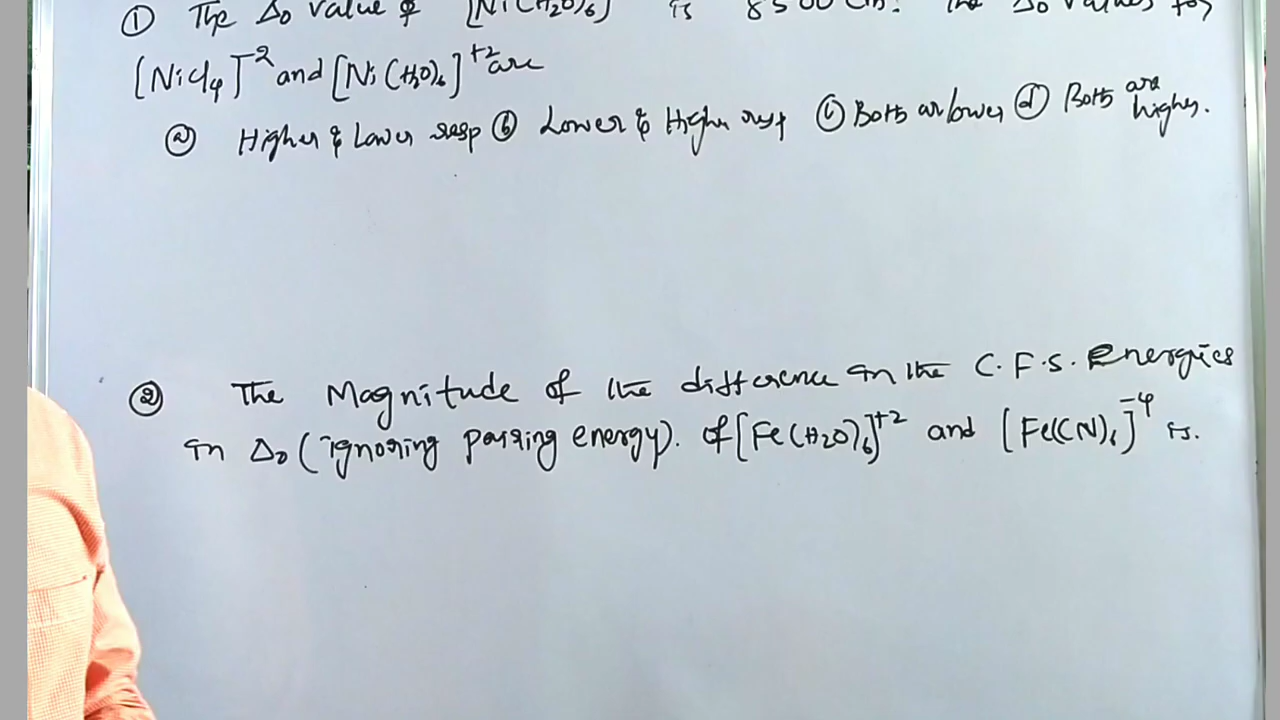 ① The Δo value of [Ni(H2O)6] is 8500 cm. The Δo values for
[NiCl4]-2 and [Ni(H2O)6]+2 are
ⓐ Higher & Lower resp ⓑ Lower & Higher resp ⓒ Both are lower ⓓ Both are higher.
② The Magnitude of the difference in the C.F.S. Energies
in Δo (ignoring pairing energy). Of [Fe(H2O)6]+2 and [Fe(CN)6]-4 is.